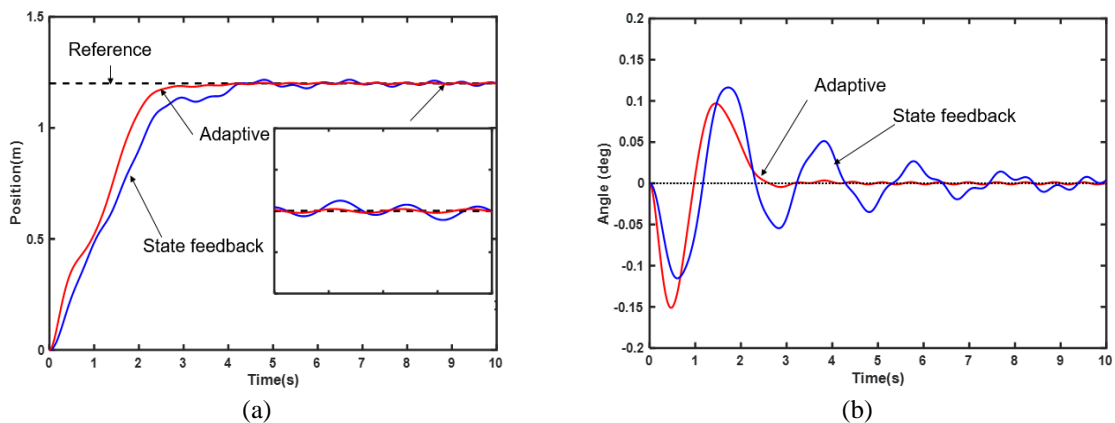 1.5
Reference
1
Adaptive
Position(m)
0.5
State feedback
0
0 1 2 3 4 5 6 7 8 9 10
Time(s)
(a)
0.2
0.15
0.1
Adaptive
State feedback
0.05
0
Angle (deg)
-0.05
-0.1
-0.15
-0.2
0 1 2 3 4 5 6 7 8 9 10
Time(s)
(b)